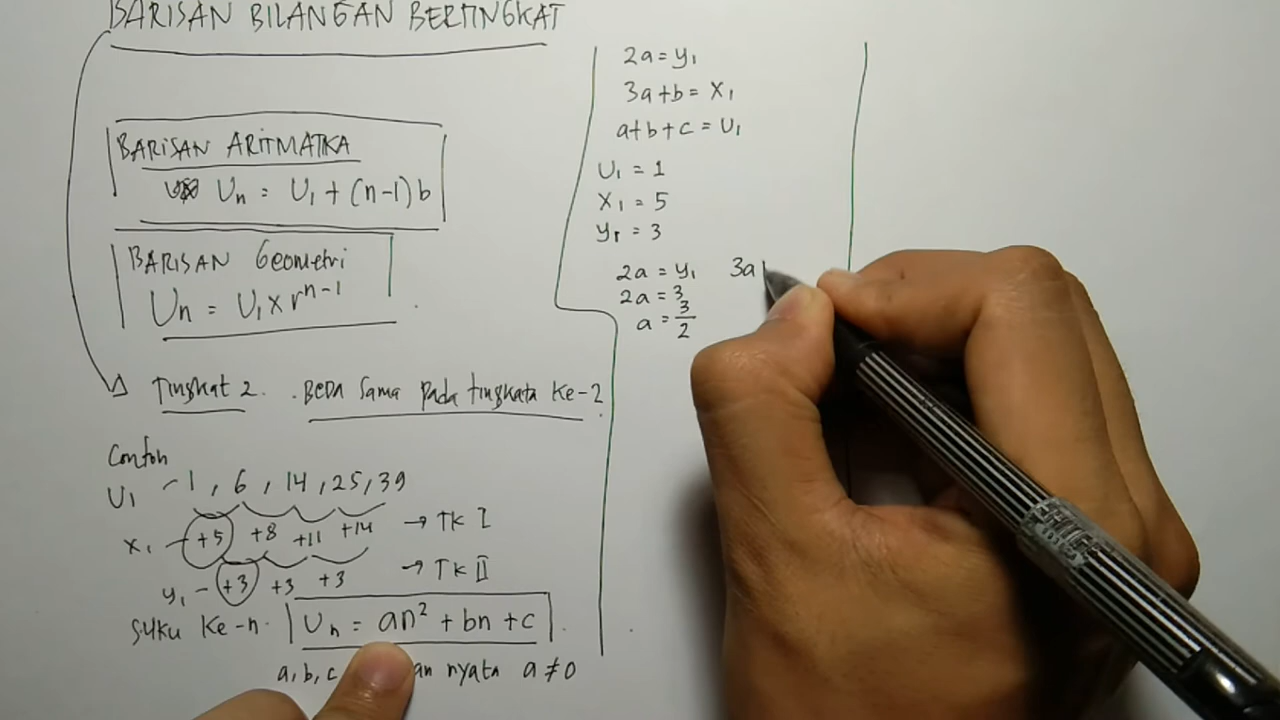 BARISAN BILANGAN BERTINGKAT
BARISAN ARITMATKA
Un = U1 + (n-1)b
BARISAN Geometri
Un = U1 x r^n-1
Tingkat 2. . BEDA Sama pada tingkata Ke-2
Contoh
U1 - 1, 6, 14, 25, 39
x1 - +5 +8 +11 +14 → TK I
y1 - +3 +3 +3 → TK II
SUKU Ke-n. Un = an² + bn + c
a, b, c an nyata a ≠ 0
2a = y1
3a+b = x1
a+b+c = U1
U1 = 1
x1 = 5
y1 = 3
2a = y1
2a = 3
a = 3/2
3a